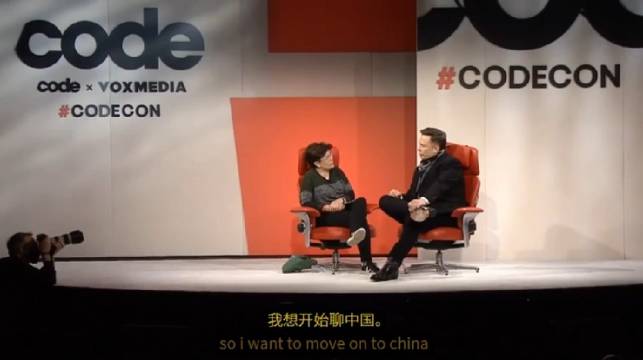 code
code × VOXMEDIA
#CODECON
#CODECON
我想开始聊中国。
so i want to move on to china